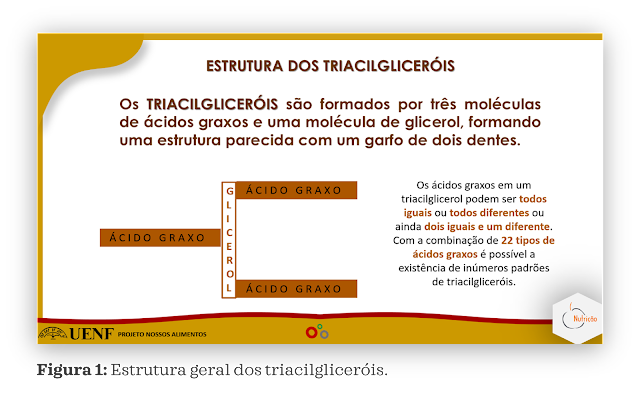 ESTRUTURA DOS TRIACILGLICERÓIS
Os TRIACILGLICERÓIS são formados por três moléculas
de ácidos graxos e uma molécula de glicerol, formando
uma estrutura parecida com um garfo de dois dentes.
ÁCIDO GRAXO
GLICEROL
ÁCIDO GRAXO
ÁCIDO GRAXO
Os ácidos graxos em um
triacilglicerol podem ser todos
iguais ou todos diferentes ou
ainda dois iguais e um diferente.
Com a combinação de 22 tipos de
ácidos graxos é possível a
existência de inúmeros padrões
de triacilgliceróis.
UENF PROJETO NOSSOS ALIMENTOS
Nutrição
Figura 1: Estrutura geral dos triacilgliceróis.